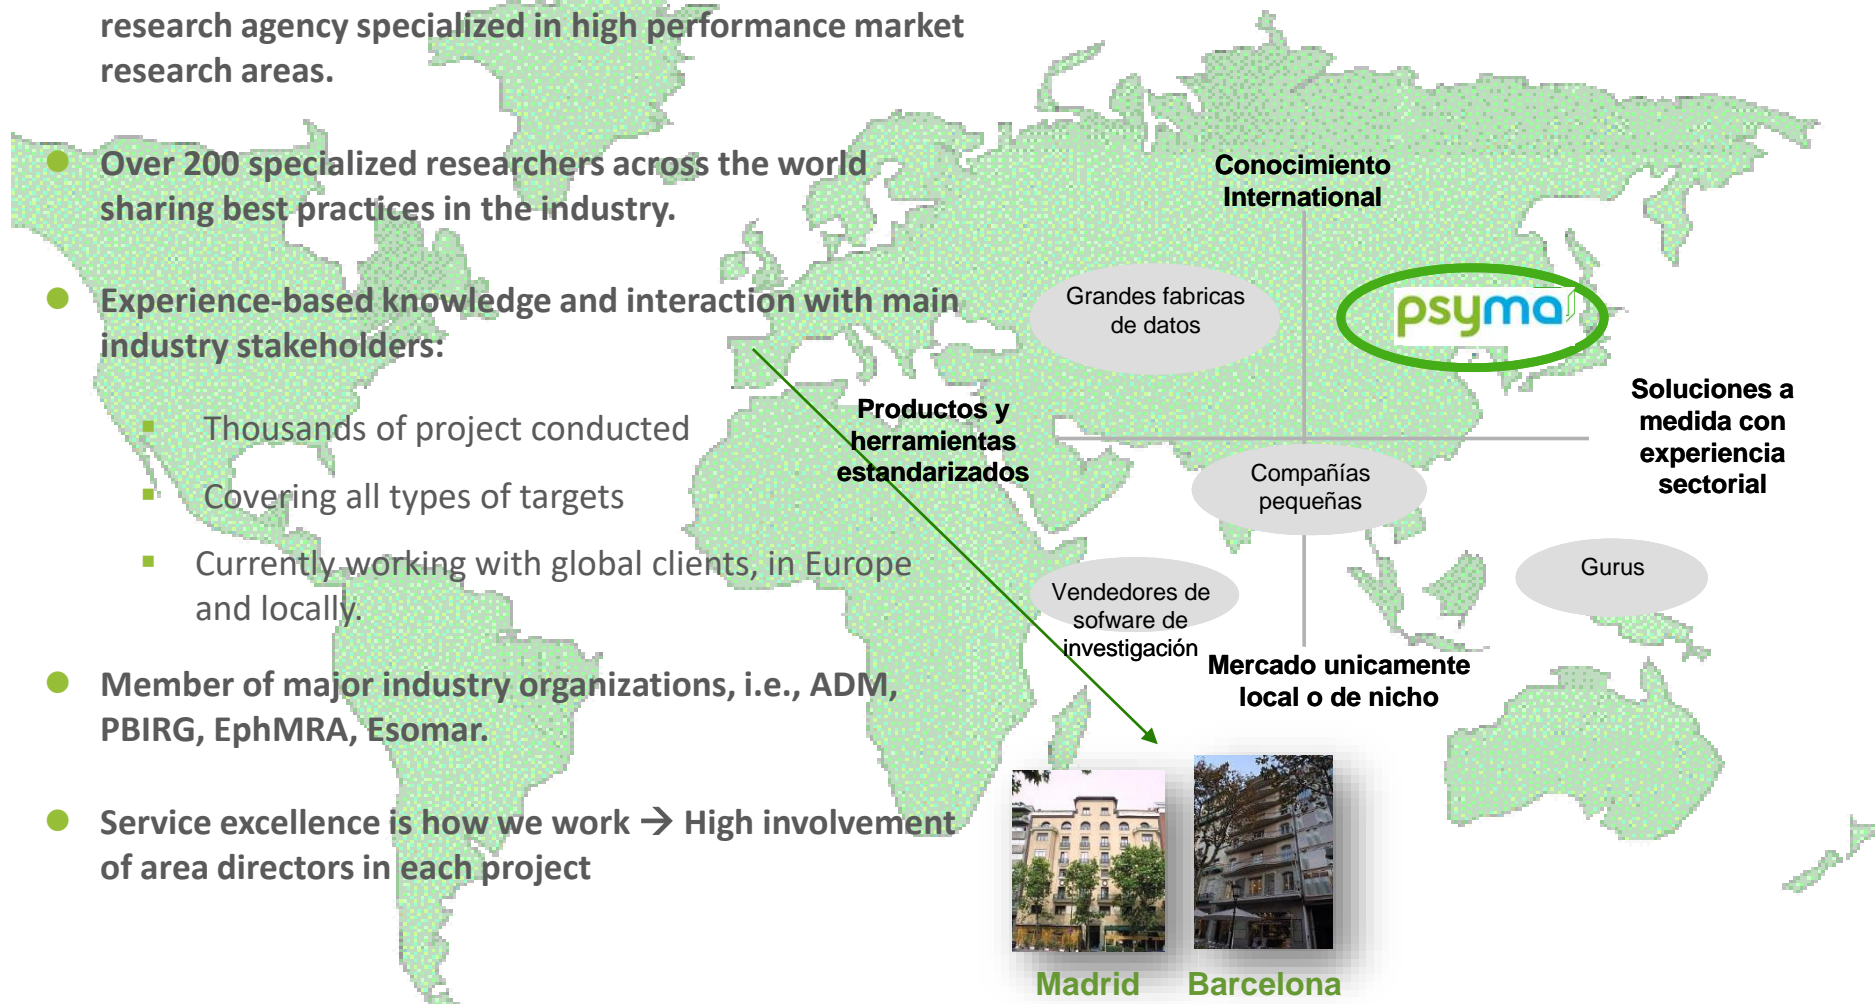 research agency specialized in high performance market
research areas.
Over 200 specialized researchers across the world
sharing best practices in the industry.
Experience-based knowledge and interaction with main
industry stakeholders:
Thousands of project conducted
Covering all types of targets
Currently working with global clients, in Europe
and locally.
Member of major industry organizations, i.e., ADM,
PBIRG, EphMRA, Esomar.
Service excellence is how we work → High involvement
of area directors in each project
Conocimiento
International
Grandes fabricas
de datos
psyma
Productos y
herramientas
estandarizados
Soluciones a
medida con
experiencia
sectorial
Compañías
pequeñas
Vendedores de
sofware de
investigación
Gurus
Mercado unicamente
local o de nicho
Madrid
Barcelona